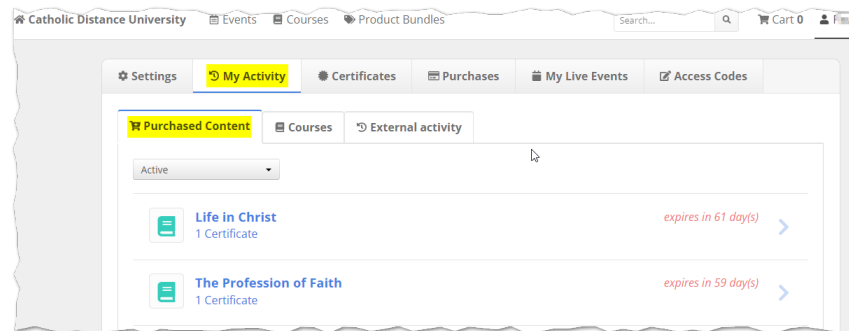 Catholic Distance University Events Courses Product Bundles Search... Cart 0
Settings My Activity Certificates Purchases My Live Events Access Codes
Purchased Content Courses External activity
Active
Life in Christ expires in 61 day(s)
1 Certificate
The Profession of Faith expires in 59 day(s)
1 Certificate